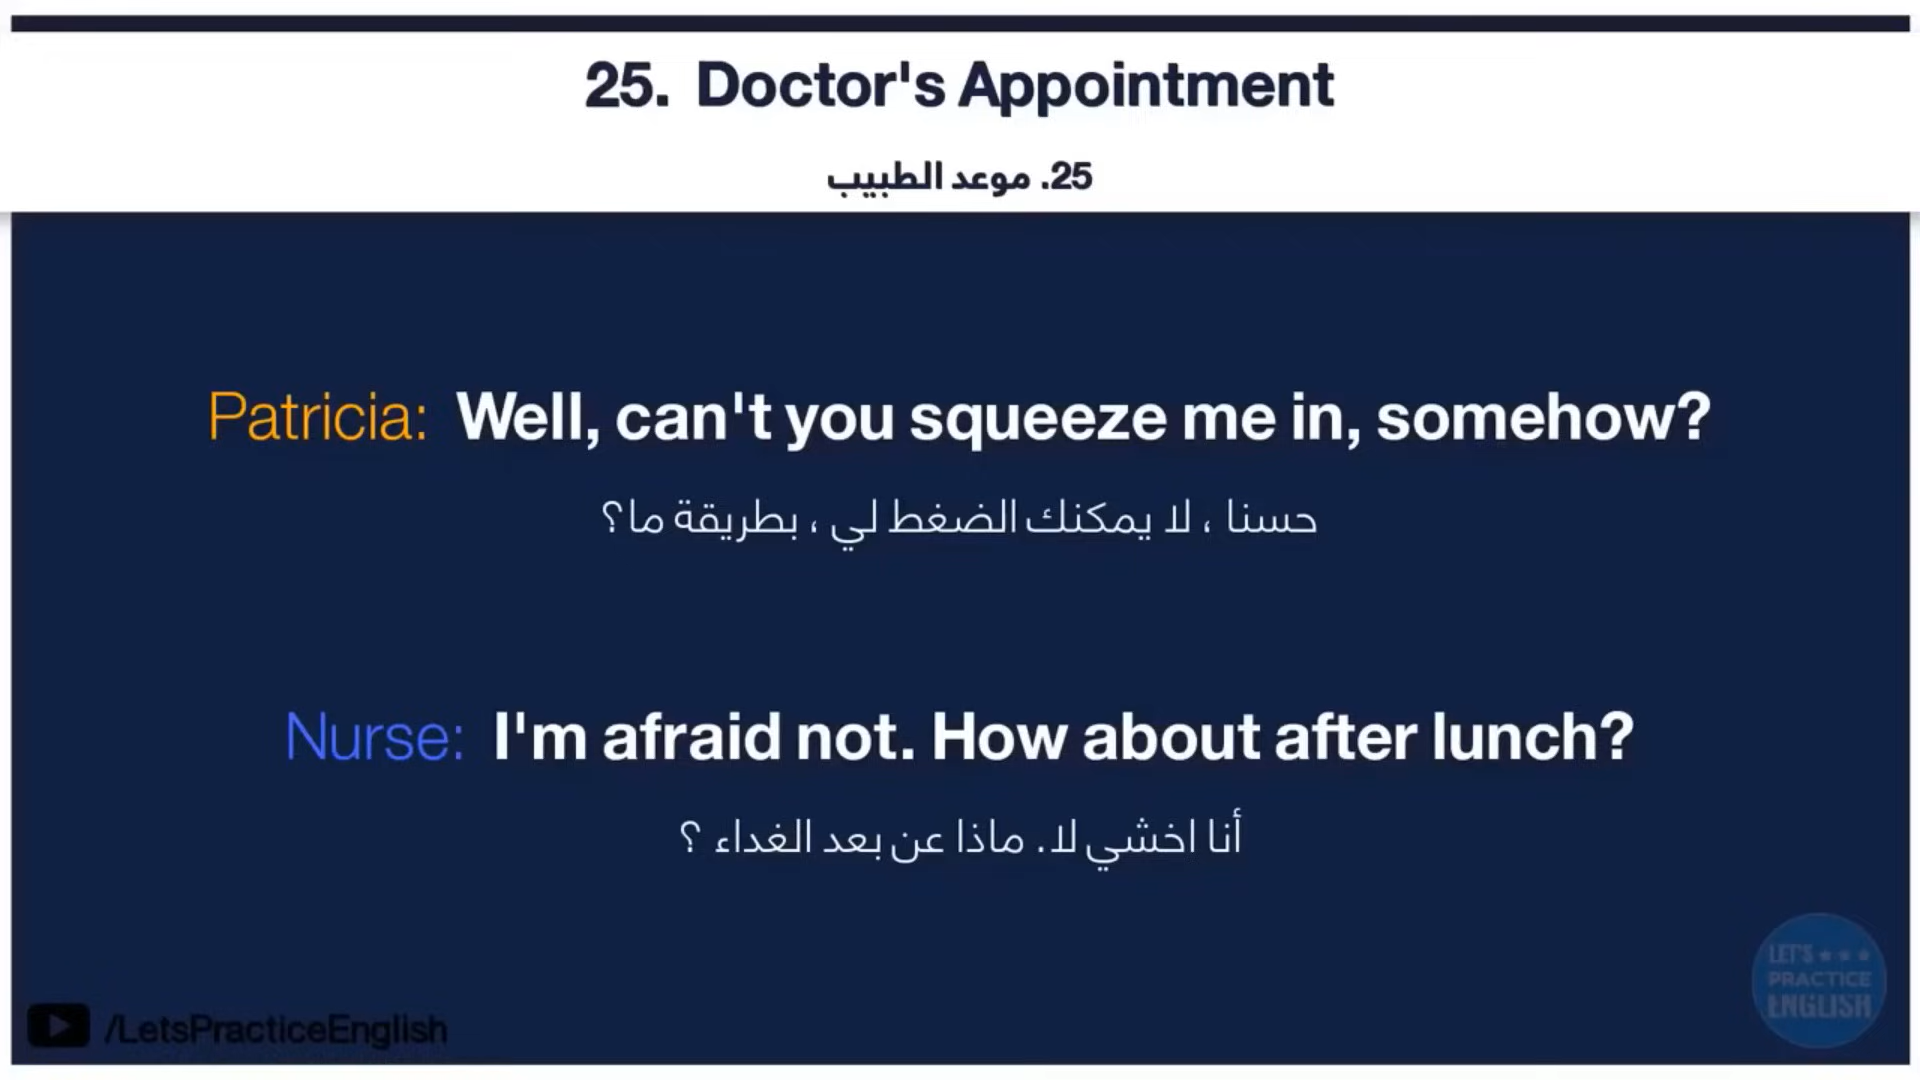 25. Doctor's Appointment
25. موعد الطبيب
Patricia: Well, can't you squeeze me in, somehow?
حسنا ، لا يمكنك الضغط لي ، بطريقة ما؟
Nurse: I'm afraid not. How about after lunch?
أنا اخشي لا. ماذا عن بعد الغداء ؟
/LetsPracticeEnglish
LET'S
PRACTICE
ENGLISH